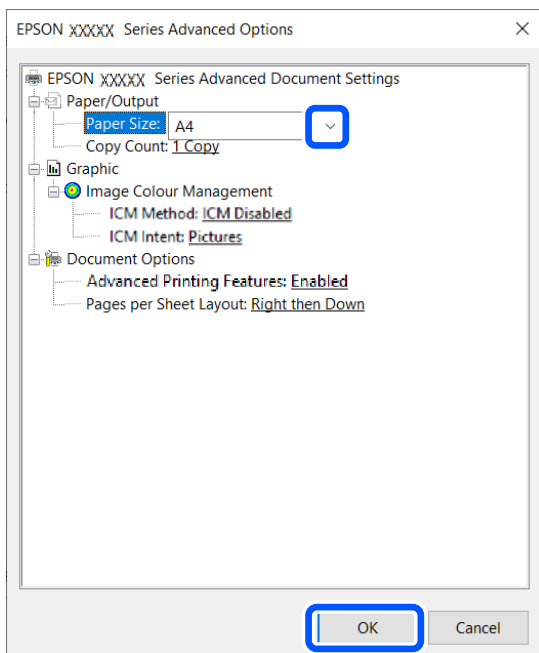 EPSON XXXXX Series Advanced Options
EPSON XXXXX Series Advanced Document Settings
Paper/Output
Paper Size: A4
Copy Count: 1 Copy
Graphic
Image Colour Management
ICM Method: ICM Disabled
ICM Intent: Pictures
Document Options
Advanced Printing Features: Enabled
Pages per Sheet Layout: Right then Down
OK Cancel